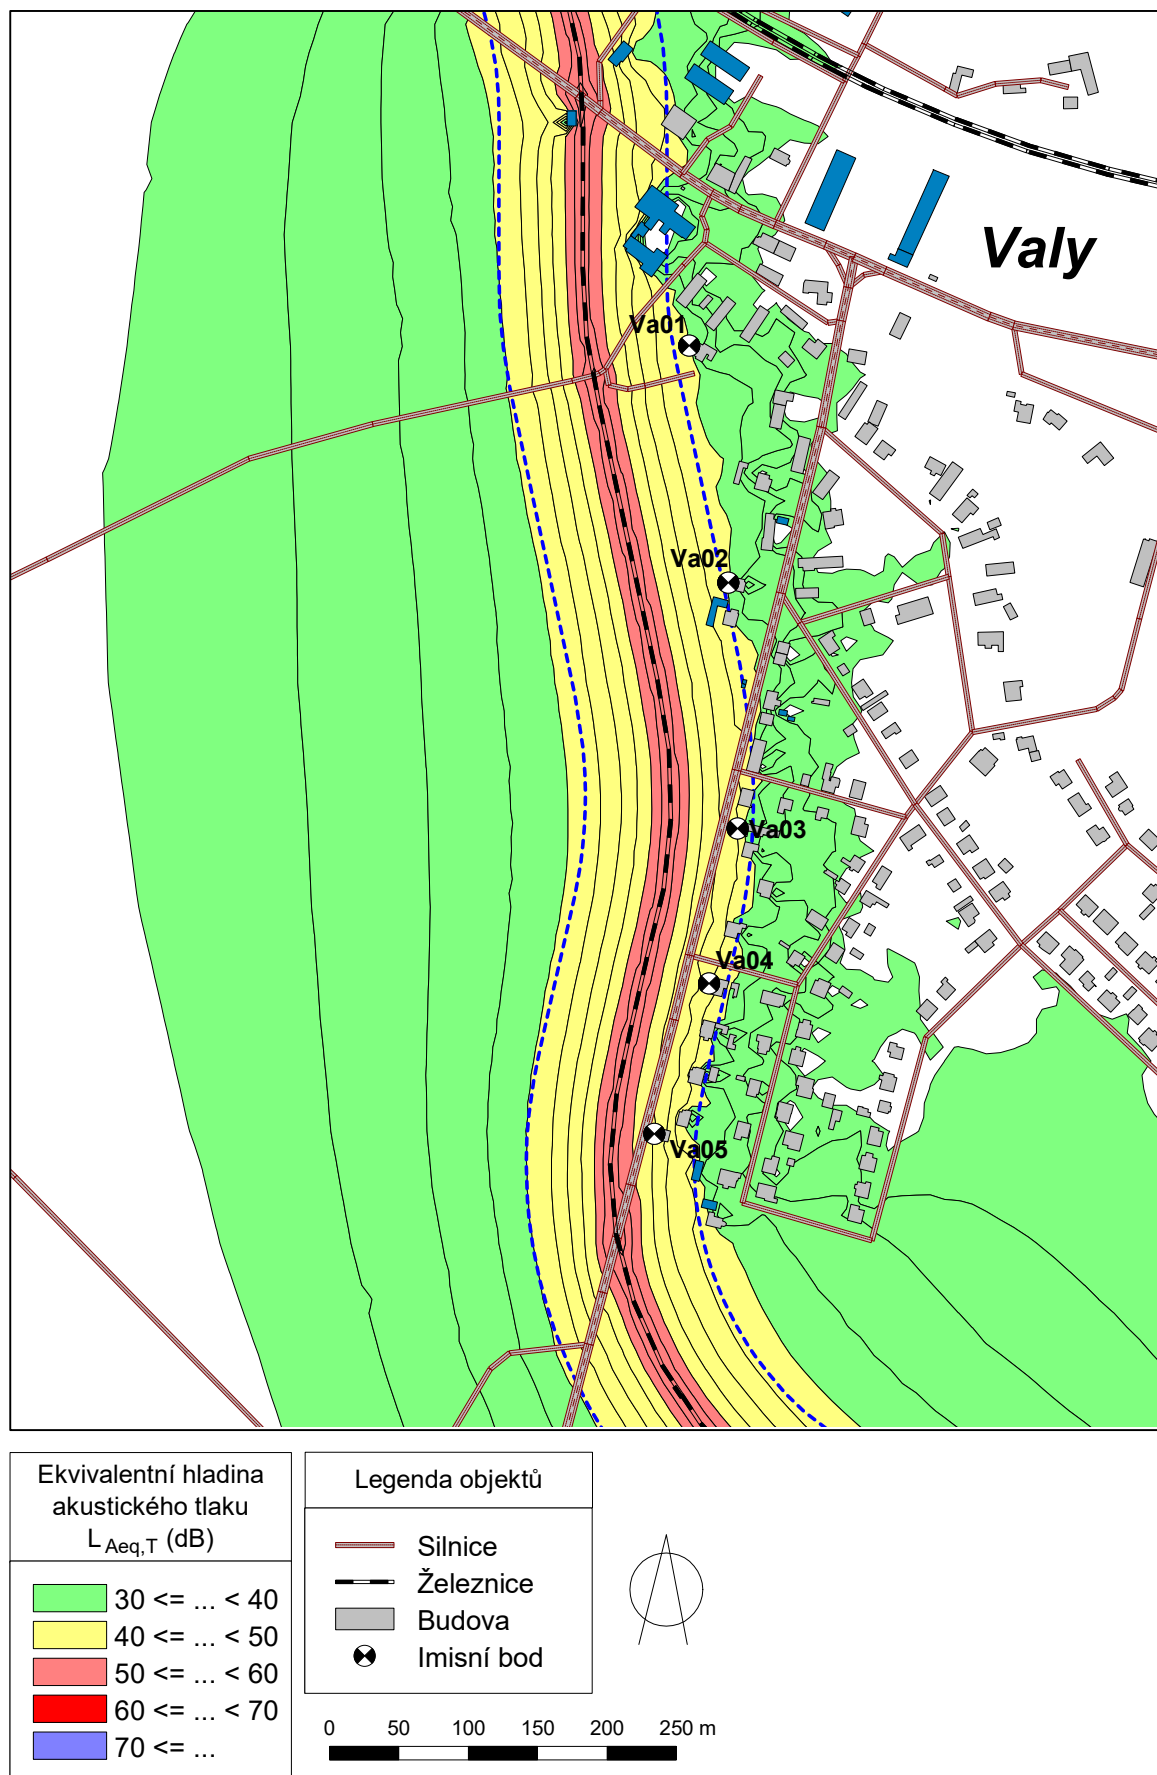 Valy
Va01
Va02
Va03
Va04
Va05
Ekvivalentní hladina
akustického tlaku
L Aeq,T (dB)
30 <= ... < 40
40 <= ... < 50
50 <= ... < 60
60 <= ... < 70
70 <= ...
Legenda objektů
Silnice
Železnice
Budova
Imisní bod
0 50 100 150 200 250 m